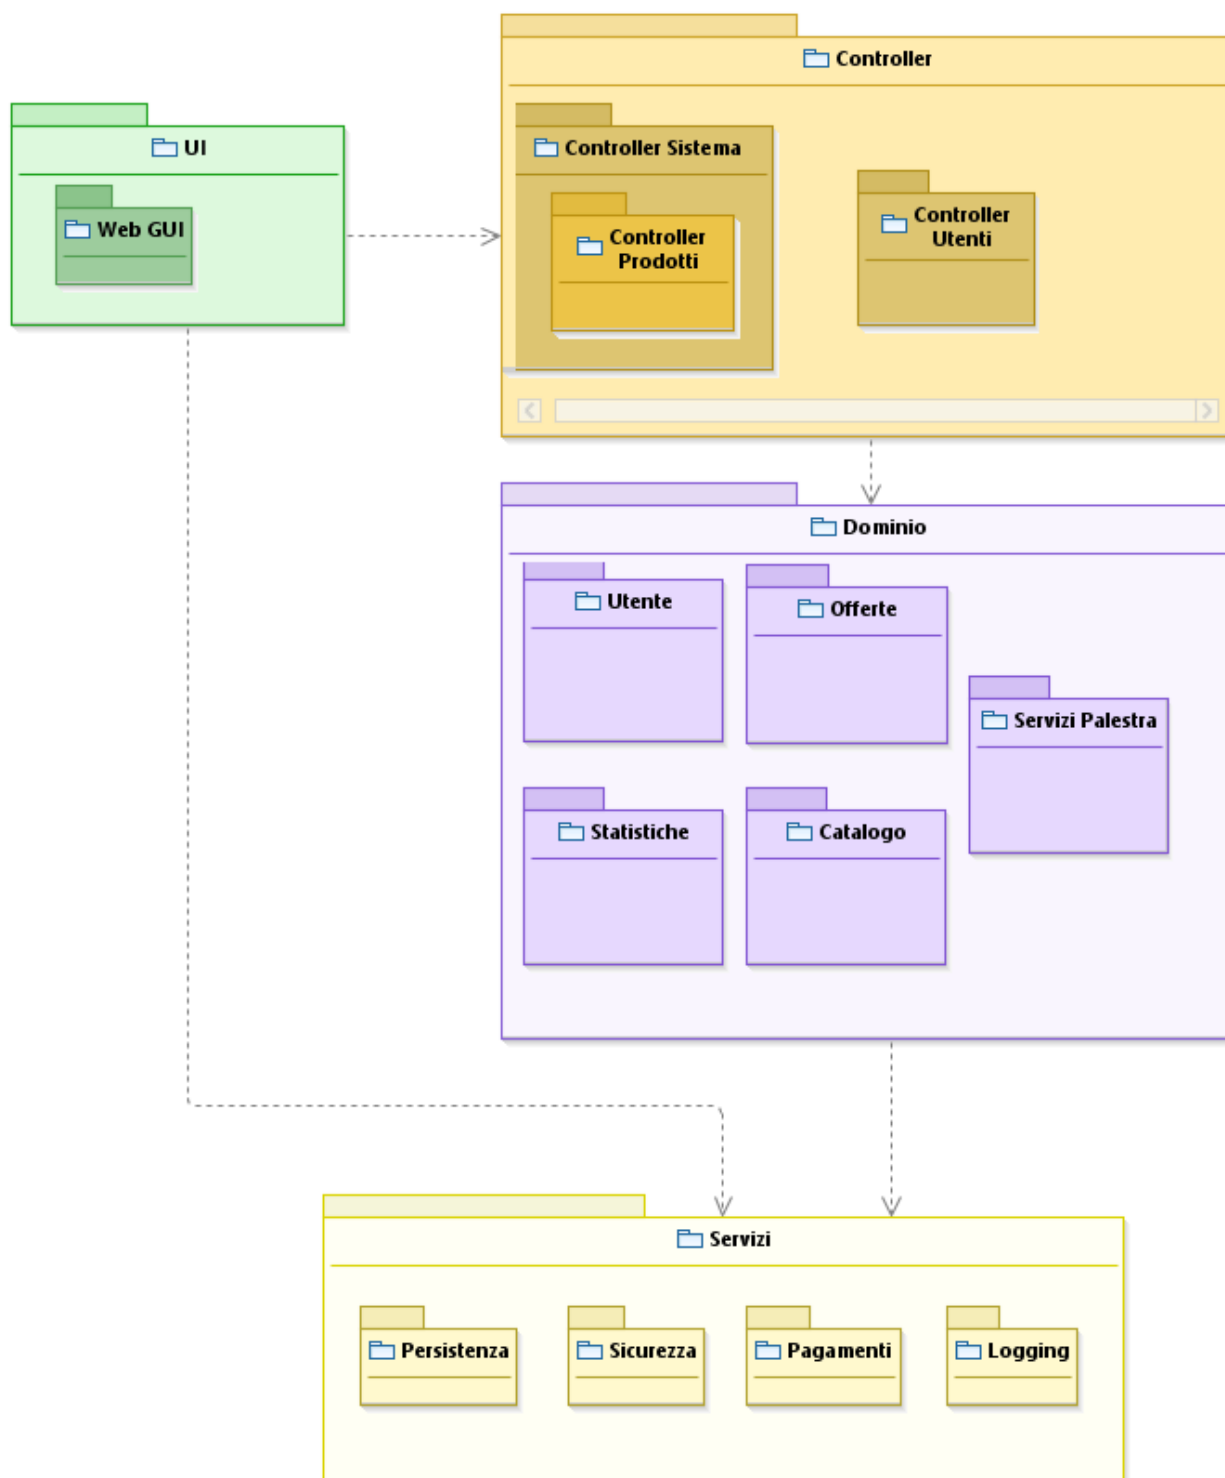 Controller
UI
Controller Sistema
Web GUI
Controller
Prodotti
Controller
Utenti
Dominio
Utente
Offerte
Servizi Palestra
Statistiche
Catalogo
Servizi
Persistenza
Sicurezza
Pagamenti
Logging